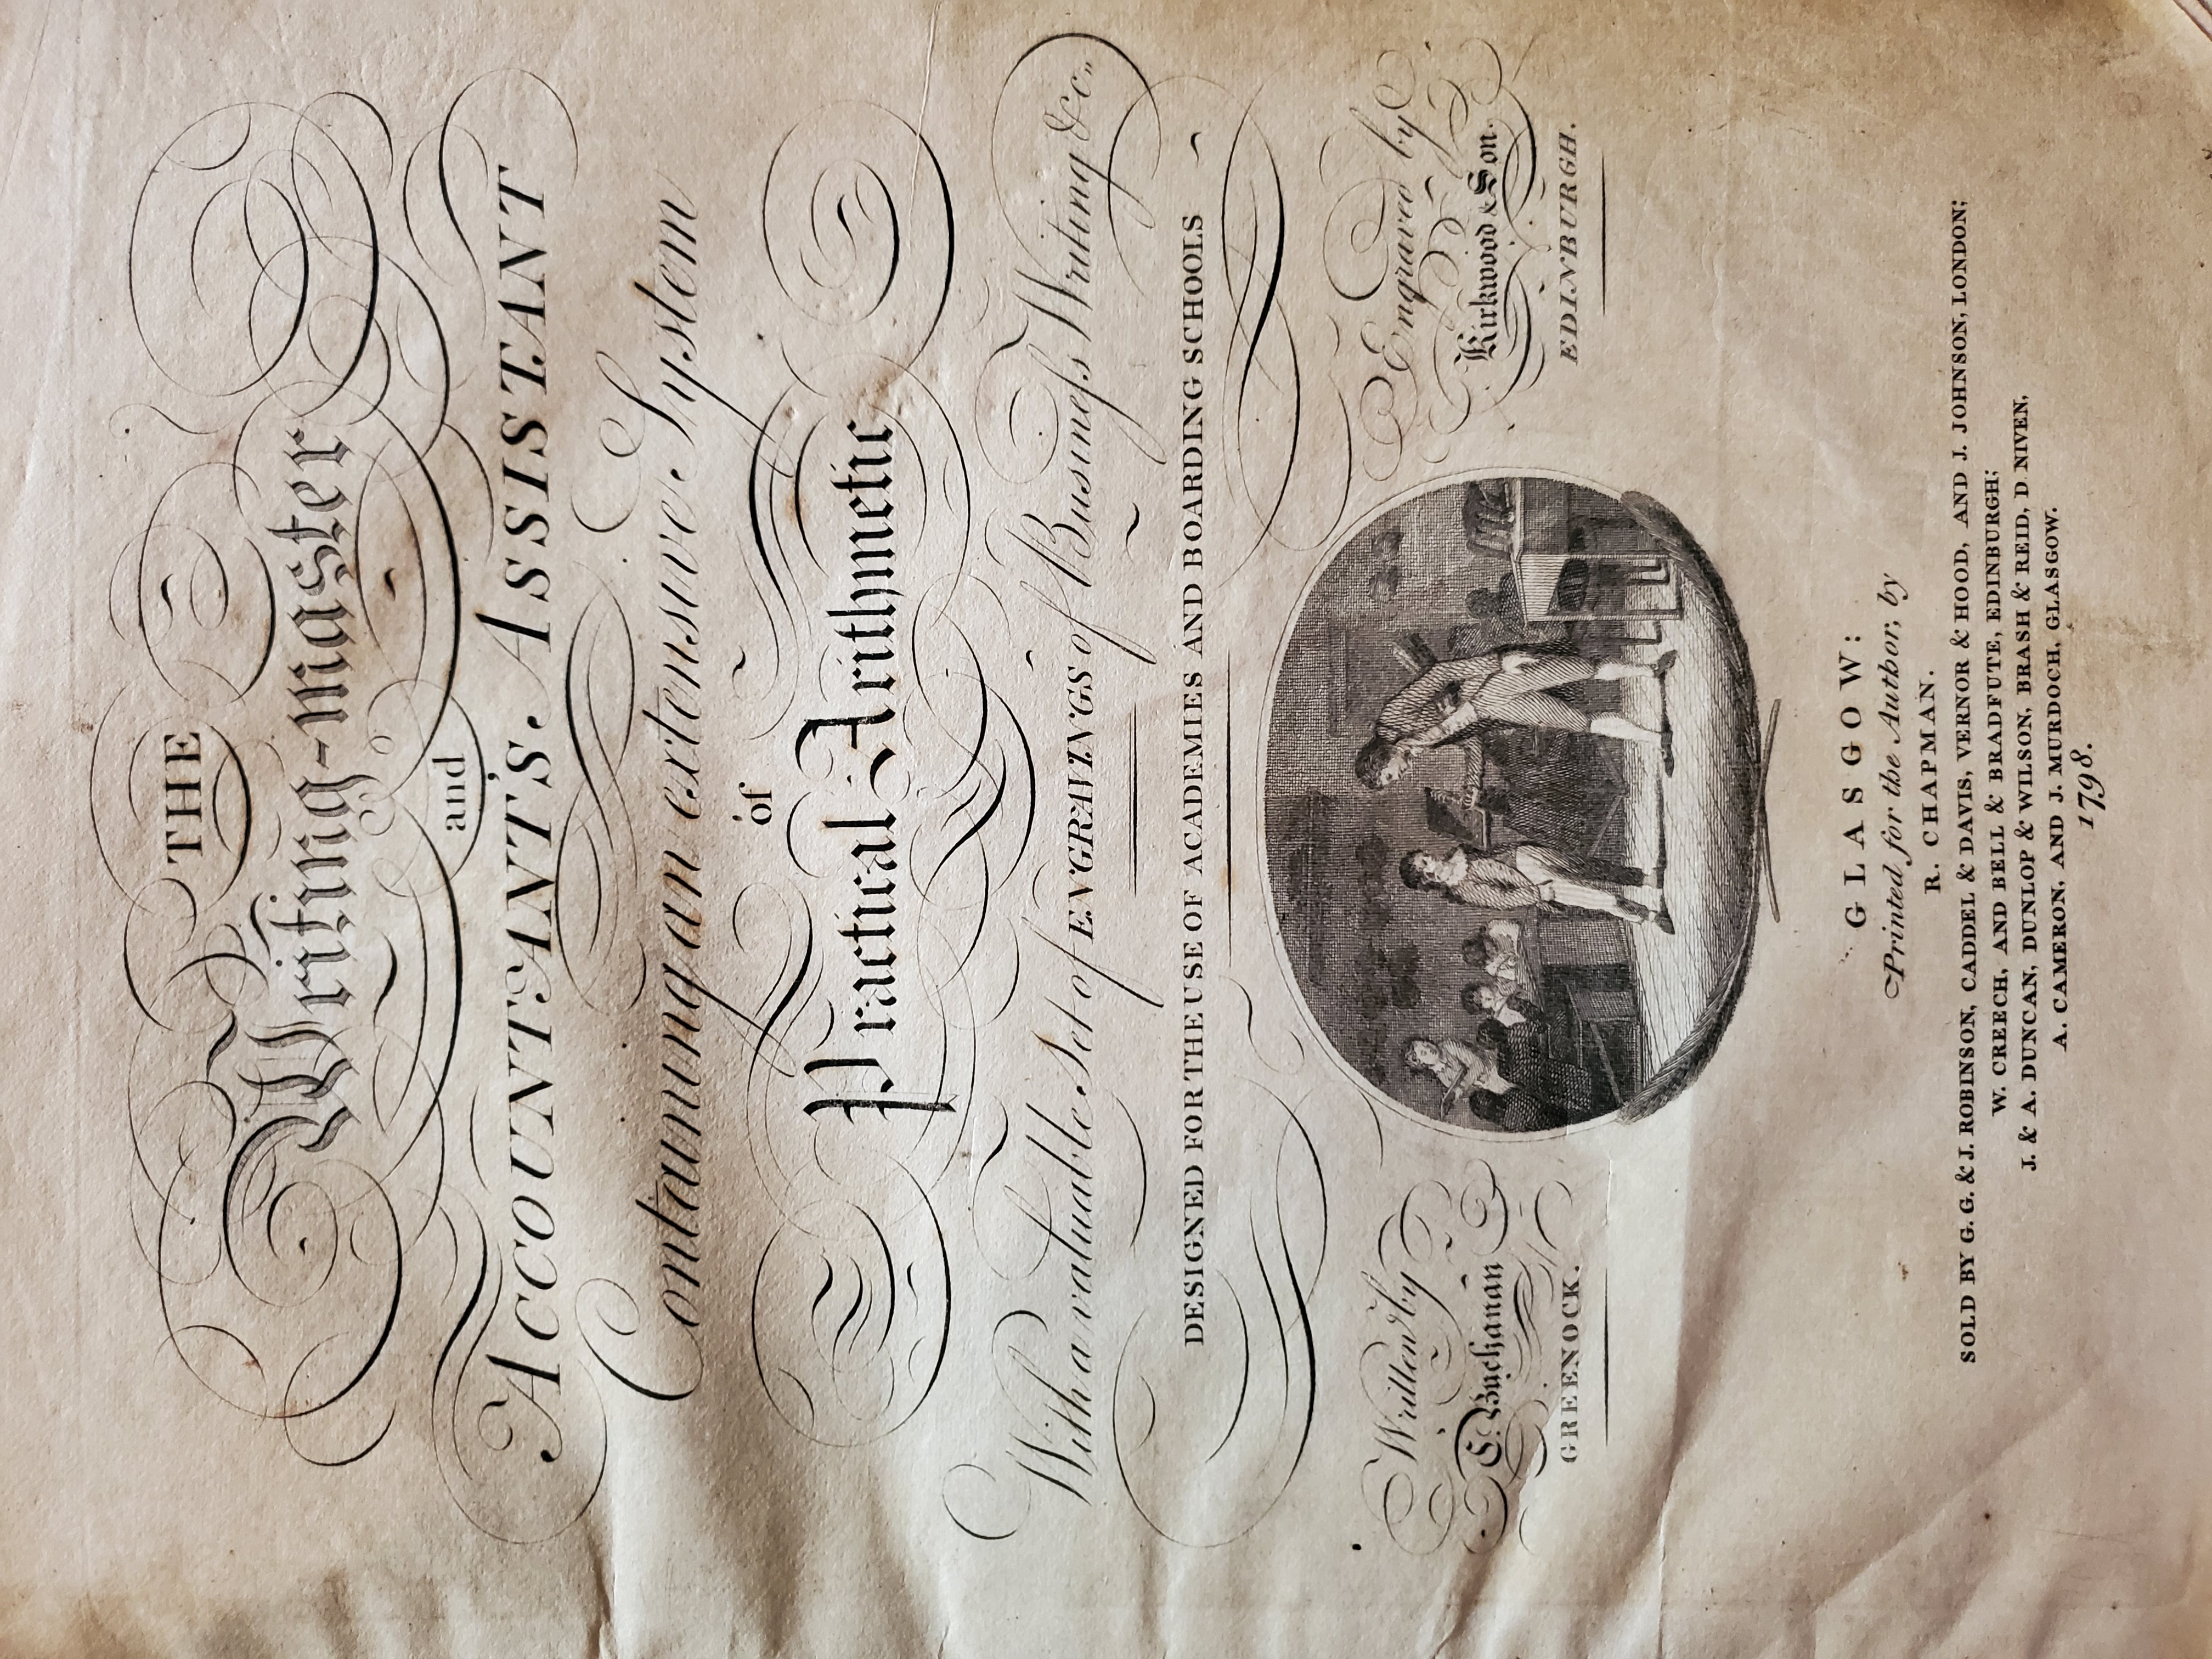 THE
Writing-master
and
ACCOUNTANT'S. ASSISTANT
Containing an extensive System
of
Practical Arithmetic
With a valuable Set of ENGRAVINGS of Busineſs Writing &c.
DESIGNED FOR THE USE OF ACADEMIES AND BOARDING SCHOOLS
Written by
C. Buchanan
GREENOCK.
Engraved by
Kirkwood & Son.
EDINBURGH.
GLASGOW:
Printed for the Author, by
R. CHAPMAN.
SOLD BY G. G. & J. ROBINSON, CADDEL & DAVIS, VERNOR & HOOD, AND J. JOHNSON, LONDON;
W. CREECH, AND BELL & BRADFUTE, EDINBURGH;
J. & A. DUNCAN, DUNLOP & WILSON, BRASH & REID, D. NIVEN,
A. CAMERON, AND J. MURDOCH, GLASGOW.
1798.